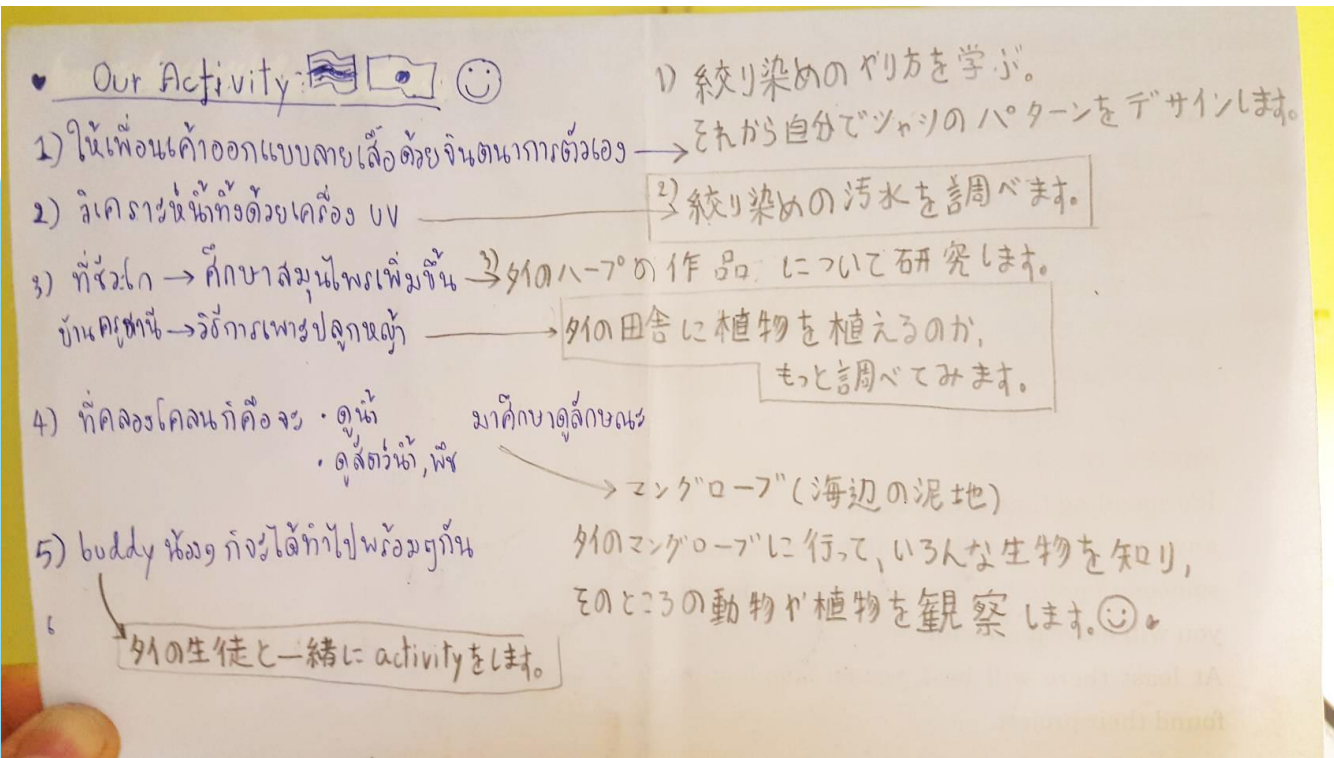 Our Activity:
1) ให้เพื่อนเค้าออกแบบลายเสื้อด้วยจินตนาการตัวเอง →
1) 絞り染めのやり方を学ぶ。
それから自分でシャツのパターンをデザインします。
2) วิเคราะห์น้ำทิ้งด้วยเครื่อง UV
2) 絞り染めの汚水を調べます。
3) ที่ชีวะโก → ศึกษาสมุนไพรเพิ่มขึ้น →
3) タイのハーブの作品 について研究します。
บ้านครูชานี → วิธีการเพาะปลูกหญ้า →
タイの田舎に植物を植えるのか,
もっと調べてみます。
4) ที่คลองโคลนก็คือจะ · ดูน้ำ มาศึกษาดูลักษณะ
· ดูสัตว์น้ำ, พืช
→ マングローブ(海辺の泥地)
タイのマングローブに行って, いろんな生物を知り,
そのところの動物や植物を観察します。
5) buddy น้องๆ ก็จะได้ทำไปพร้อมๆกัน
タイの生徒と一緒に activityをします。